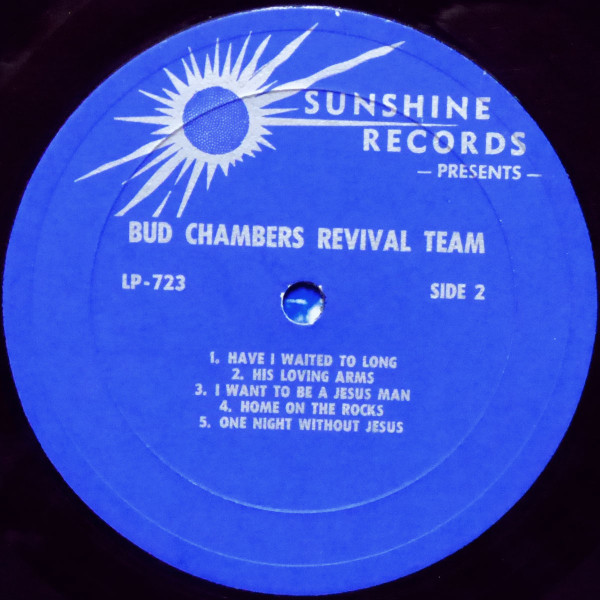 SUNSHINE
RECORDS
— PRESENTS —
BUD CHAMBERS REVIVAL TEAM
LP-723
SIDE 2
1. HAVE I WAITED TO LONG
2. HIS LOVING ARMS
3. I WANT TO BE A JESUS MAN
4. HOME ON THE ROCKS
5. ONE NIGHT WITHOUT JESUS